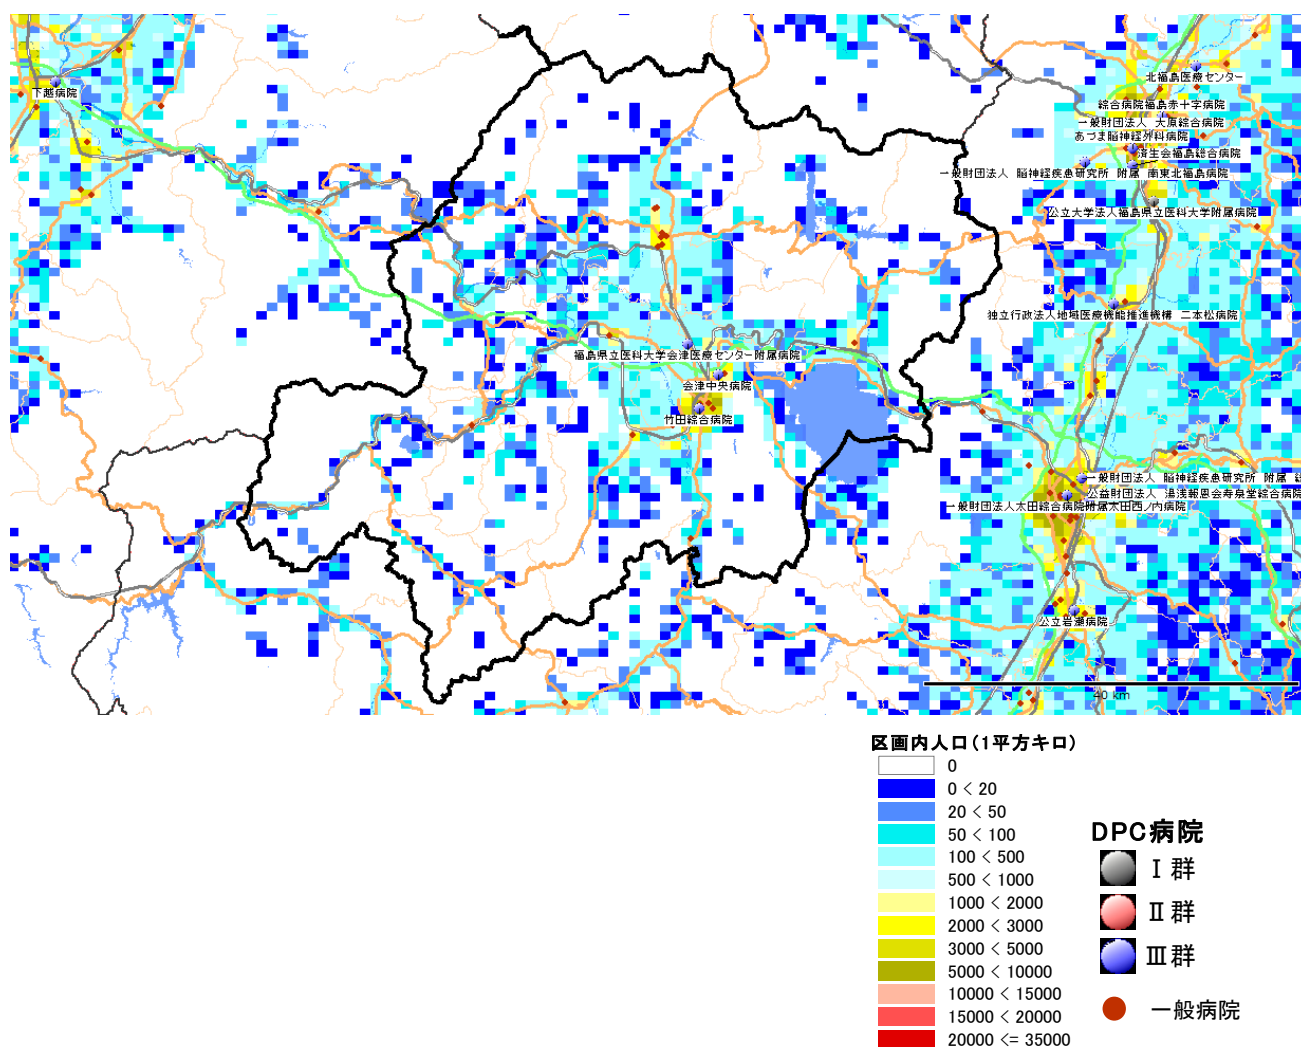 下越病院
北福島医療センター
綜合病院福島赤十字病院
一般財団法人 大原綜合病院
あづま脳神経外科病院
済生会福島総合病院
一般財団法人 脳神経疾患研究所 附属 南東北福島病院
公立大学法人福島県立医科大学附属病院
独立行政法人地域医療機能推進機構 二本松病院
福島県立医科大学会津医療センター附属病院
会津中央病院
竹田綜合病院
一般財団法人 脳神経疾患研究所 附属 総
公益財団法人 湯浅報恩会寿泉堂綜合病院
一般財団法人太田綜合病院附属太田西ノ内病院
公立岩瀬病院
40 km
区画内人口(1平方キロ)
0
0 < 20
20 < 50
50 < 100
100 < 500
500 < 1000
1000 < 2000
2000 < 3000
3000 < 5000
5000 < 10000
10000 < 15000
15000 < 20000
20000 <= 35000
DPC病院
Ⅰ群
Ⅱ群
Ⅲ群
一般病院